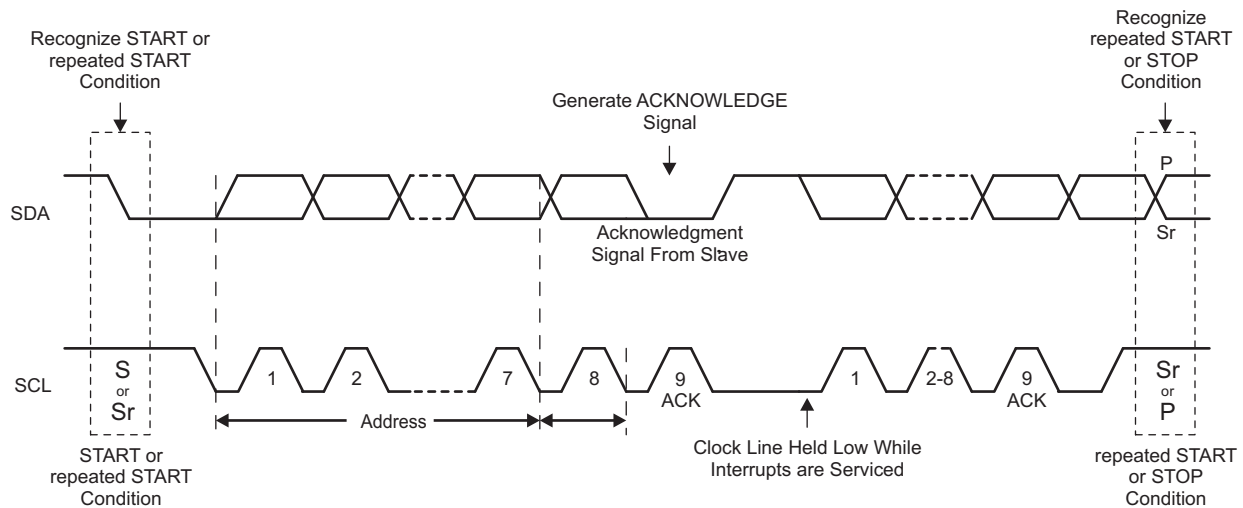 Recognize START or
repeated START
Condition
Recognize
repeated START
or STOP
Condition
Generate ACKNOWLEDGE
Signal
SDA
P
Sr
Acknowledgment
Signal From Slave
SCL
S
or
Sr
1
2
7
8
9
ACK
1
2-8
9
ACK
Sr
or
P
Address
Clock Line Held Low While
Interrupts are Serviced
START or
repeated START
Condition
repeated START
or STOP
Condition